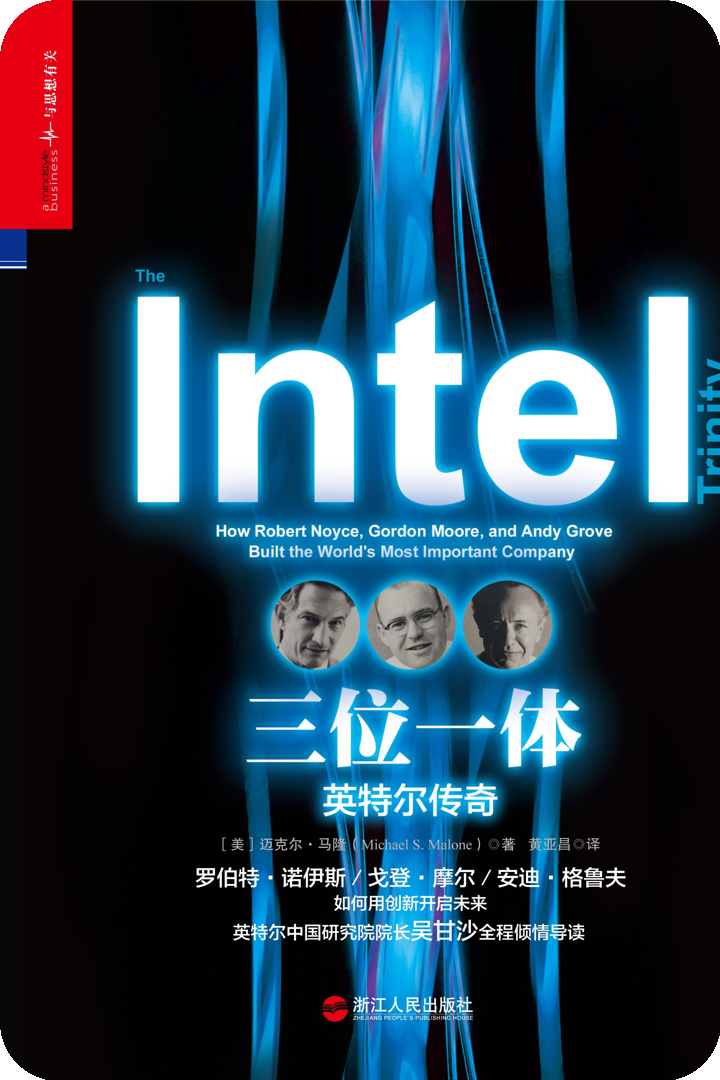 与思想有关
a mindstyle business
The
Intel
Trinity
How Robert Noyce, Gordon Moore, and Andy Grove
Built the World's Most Important Company
三位一体
英特尔传奇
[美] 迈克尔·马隆（Michael S. Malone）◎著 黄亚昌◎译
罗伯特·诺伊斯 / 戈登·摩尔 / 安迪·格鲁夫
如何用创新开启未来
英特尔中国研究院院长吴甘沙全程倾情导读
浙江人民出版社
ZHEJIANG PEOPLE'S PUBLISHING HOUSE